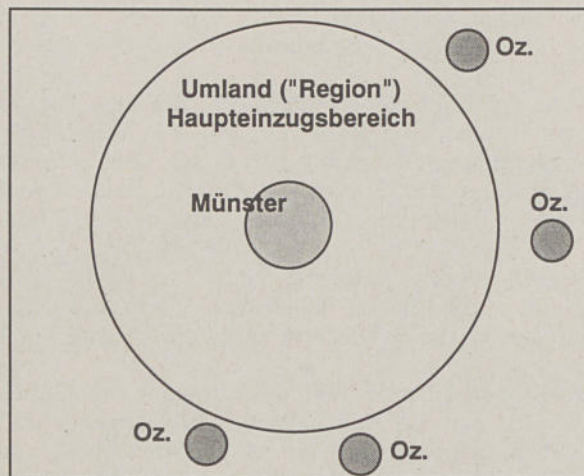 Oz.
Umland ("Region")
Haupteinzugsbereich
Münster
Oz.
Oz.
Oz.